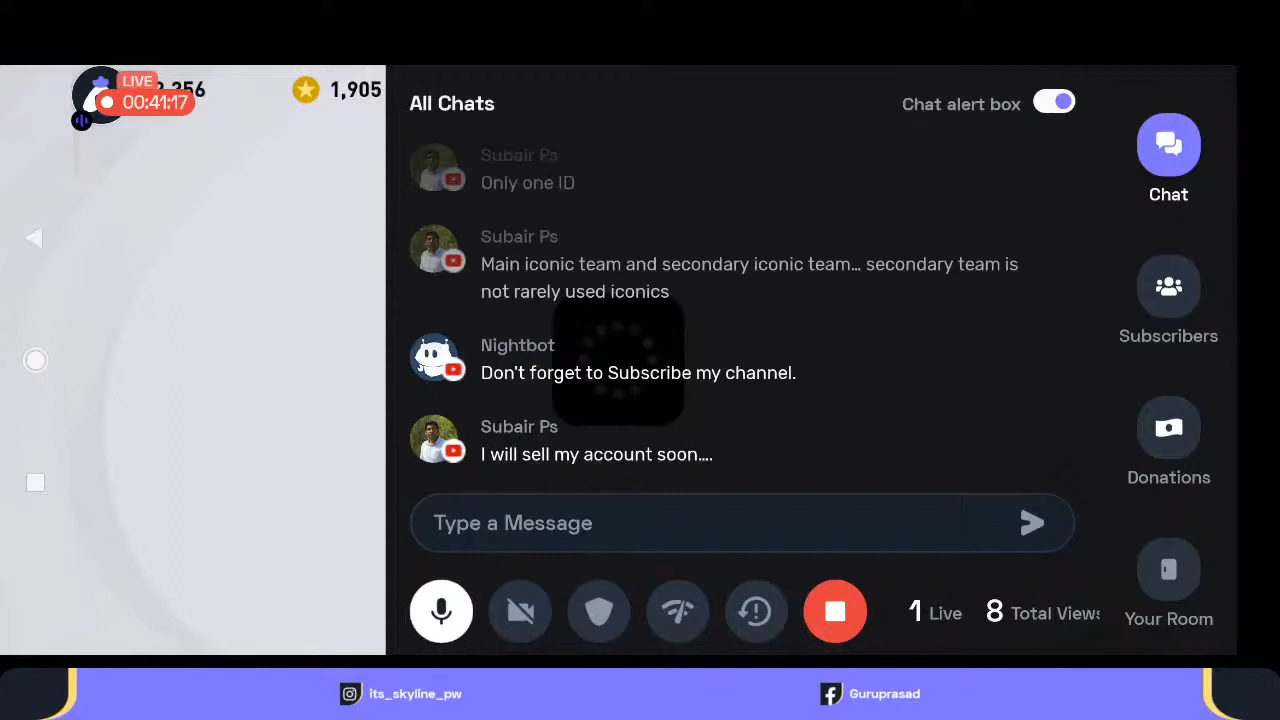 LIVE
00:41:17
1,905
All Chats
Chat alert box
Subair Ps
Only one ID
Subair Ps
Main iconic team and secondary iconic team... secondary team is
not rarely used iconics
Nightbot
Don't forget to Subscribe my channel.
Subair Ps
I will sell my account soon....
Type a Message
1 Live
8 Total Views
Chat
Subscribers
Donations
Your Room
its_skyline_pw
Guruprasad